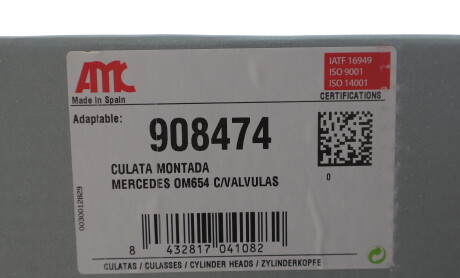 AMC
Made in Spain
IATF 16949
ISO 9001
ISO 14001
CERTIFICATIONS
Adaptable:
908474
CULATA MONTADA
MERCEDES OM654 C/VALVULAS
0
0030012829
8 432817 041082
CULATAS / CULASSES / CYLINDER HEADS / ZYLINDERKOPFE